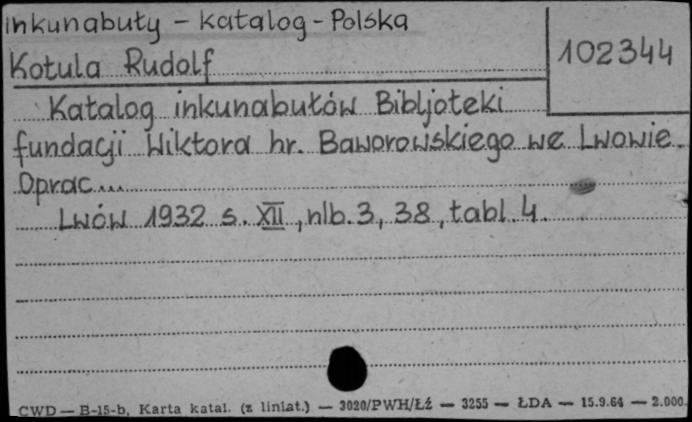 inkunabuły - katalog - Polska
102344
Kotula Rudolf
Katalog inkunabułów Bibljoteki
fundacji Wiktora hr. Baworowskiego we Lwowie.
Oprac...
Lwów 1932 s. XII, nlb. 3, 38, tabl. 4.
CWD — B-15-b, Karta katal. (z liniat.) — 3020/PWH/Łź — 3255 — ŁDA — 15.9.64 — 2.000.